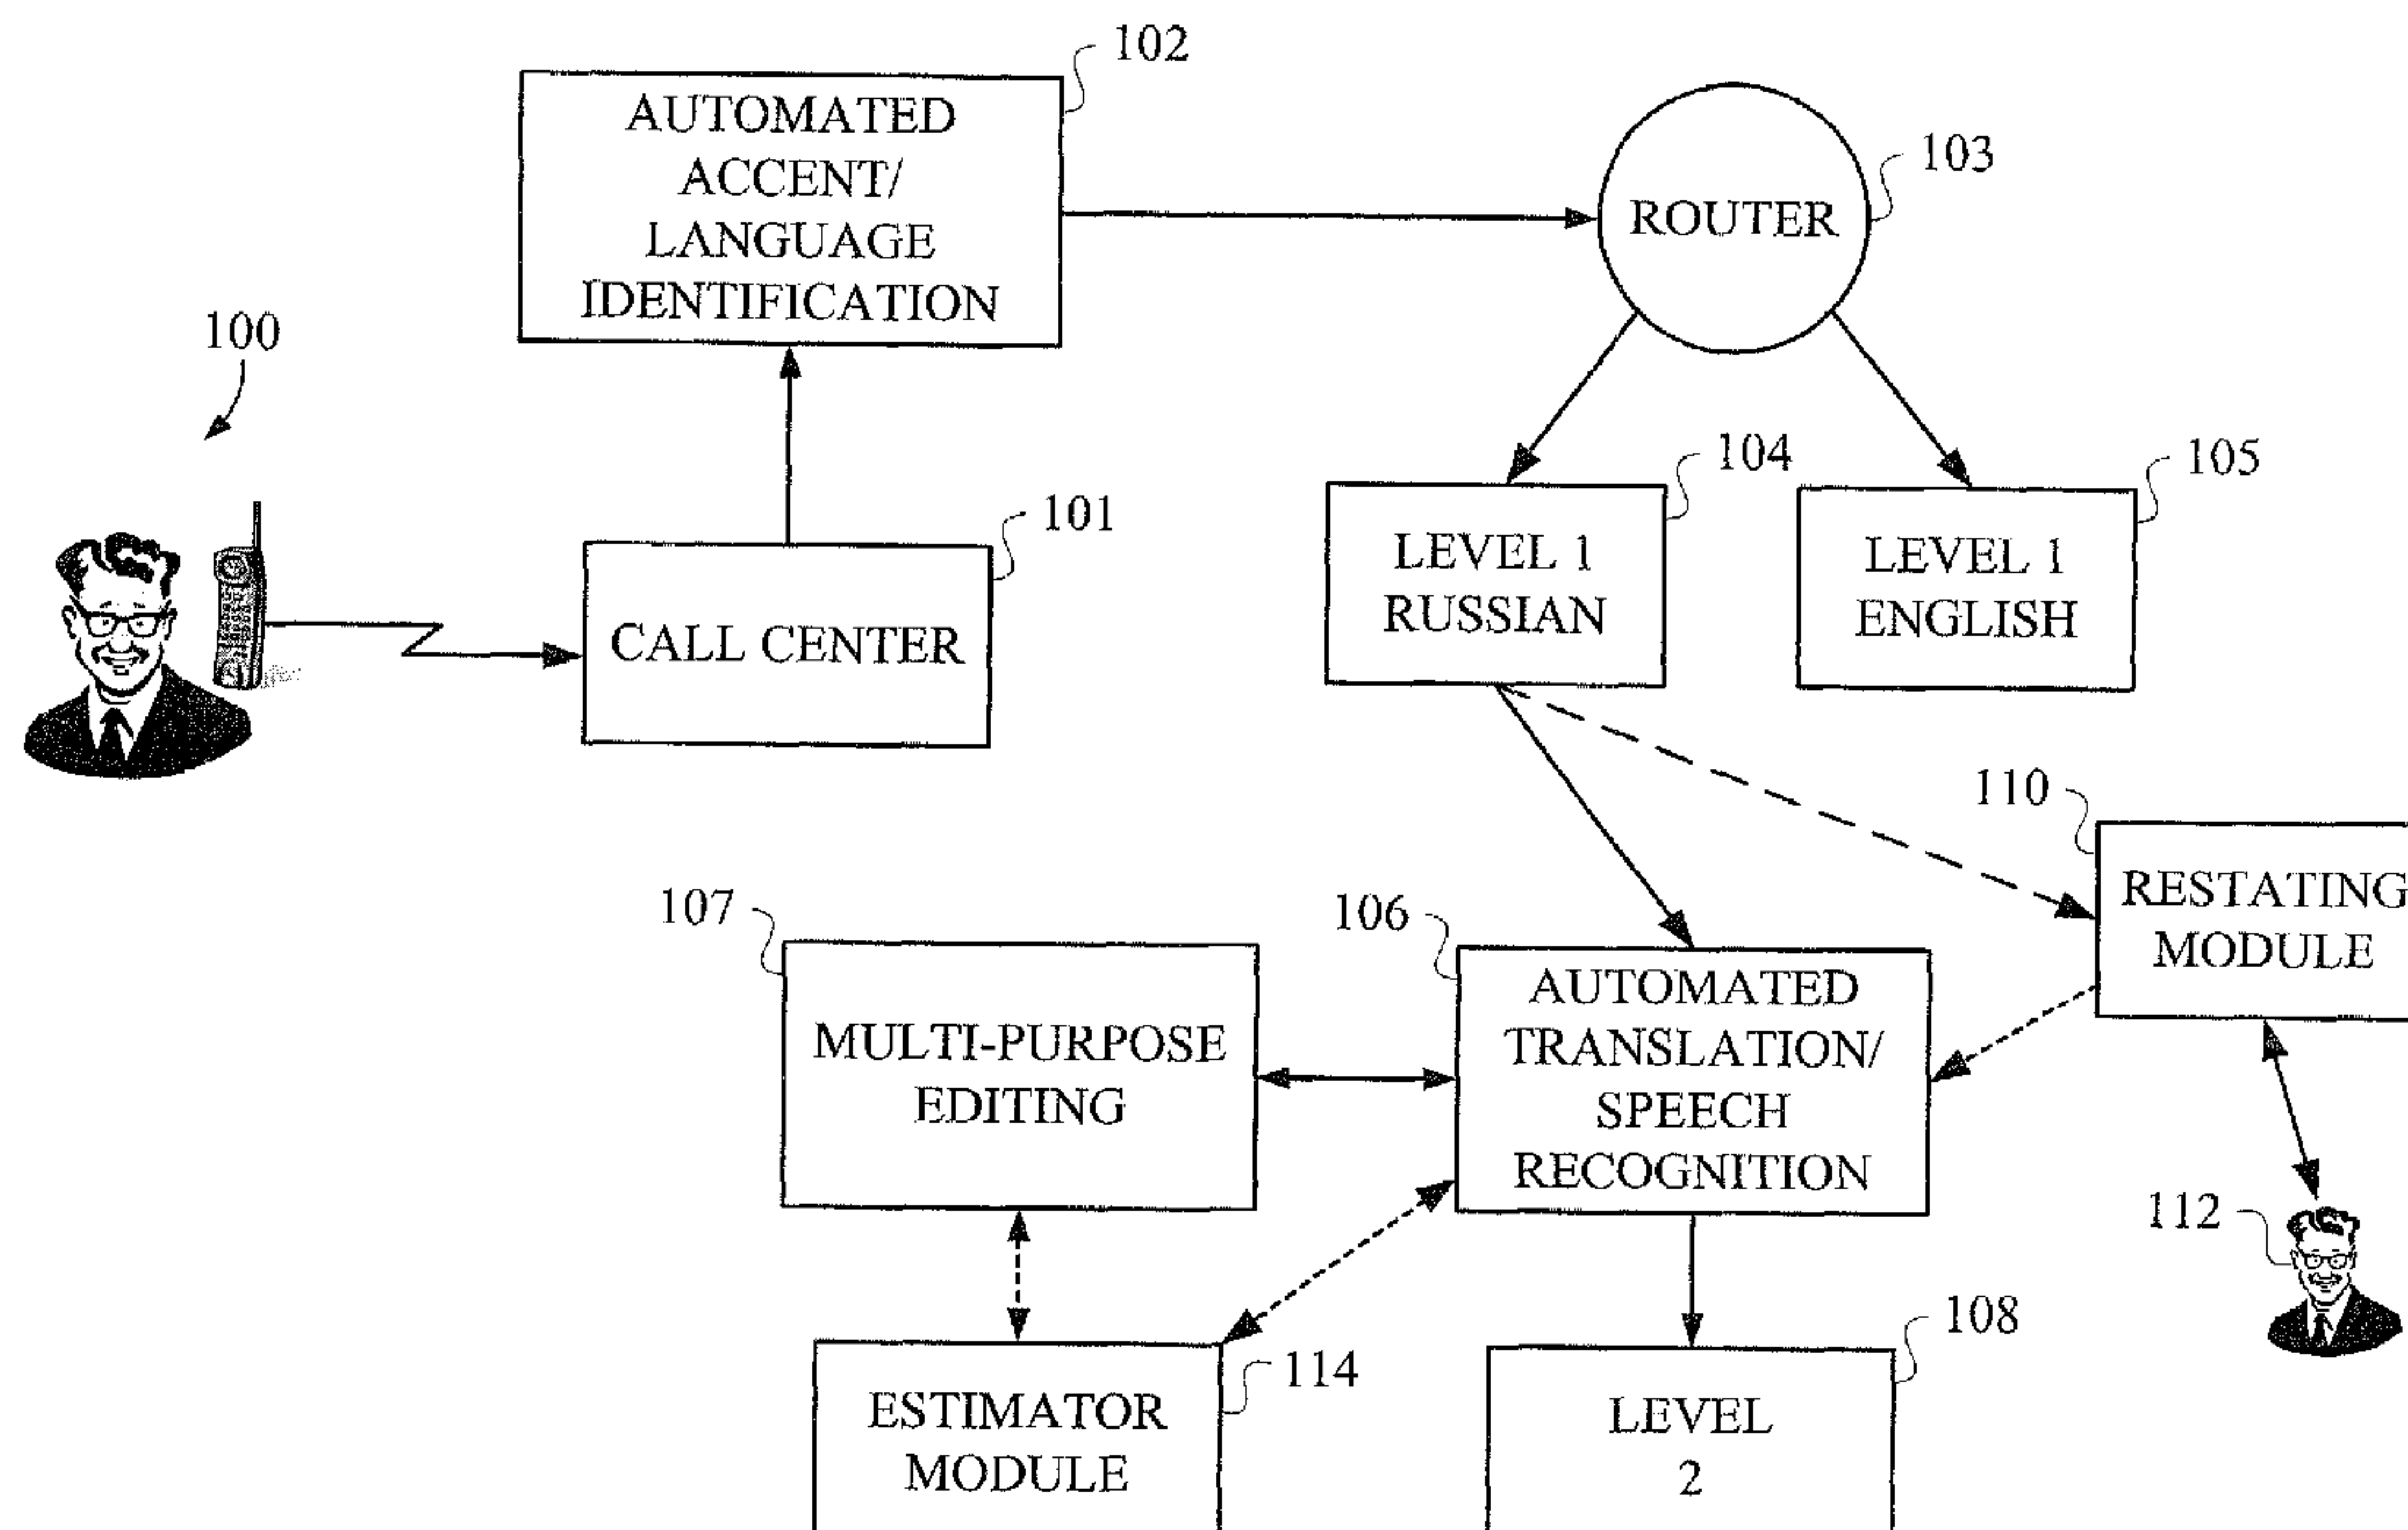 102
AUTOMATED
ACCENT/
LANGUAGE
IDENTIFICATION
103
ROUTER
100
104
LEVEL 1
RUSSIAN
105
LEVEL 1
ENGLISH
101
CALL CENTER
110
RESTATING
MODULE
107
MULTI-PURPOSE
EDITING
106
AUTOMATED
TRANSLATION/
SPEECH
RECOGNITION
112
114
ESTIMATOR
MODULE
108
LEVEL
2